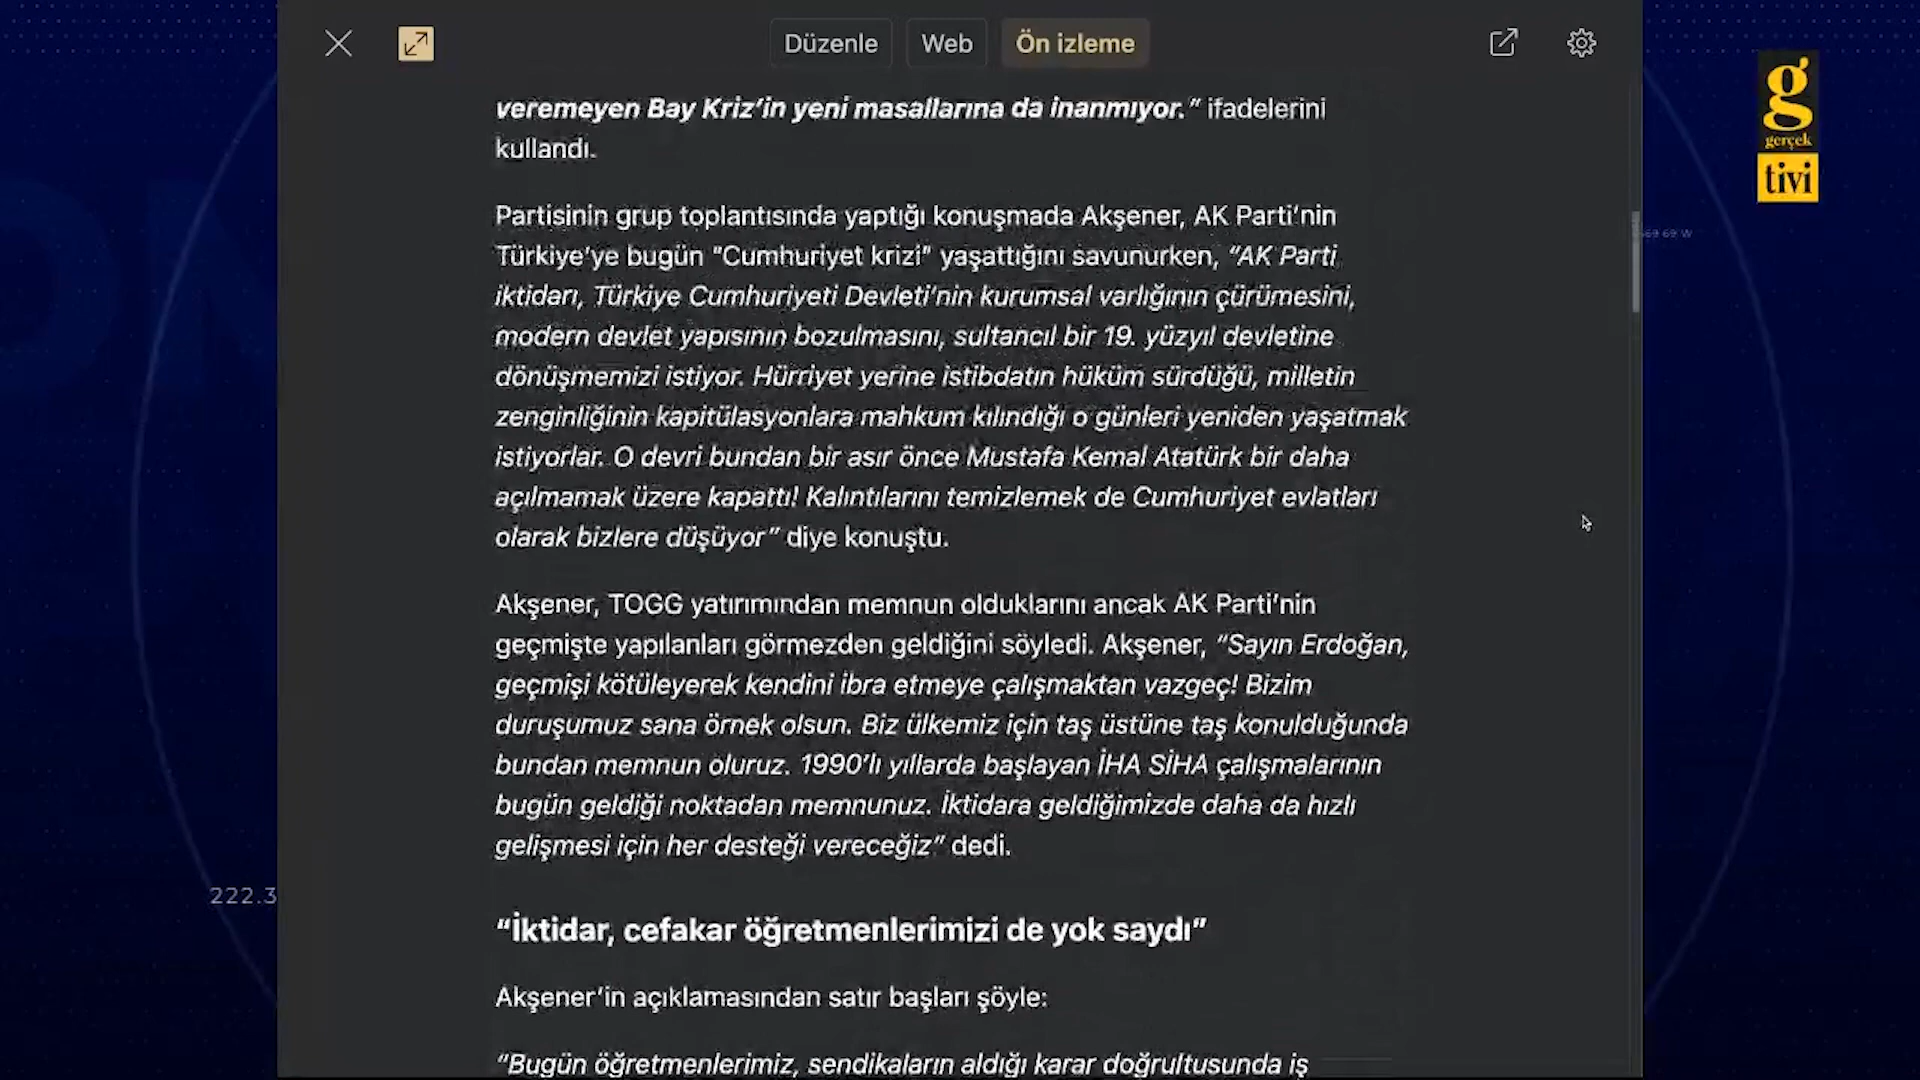 Düzenle
Web
Ön izleme
g
gerçek
tivi
veremeyen Bay Kriz’in yeni masallarına da inanmıyor.” ifadelerini
kullandı.
Partisinin grup toplantısında yaptığı konuşmada Akşener, AK Parti’nin
Türkiye’ye bugün “Cumhuriyet krizi” yaşattığını savunurken, “AK Parti
iktidarı, Türkiye Cumhuriyeti Devleti’nin kurumsal varlığının çürümesini,
modern devlet yapısının bozulmasını, sultancıl bir 19. yüzyıl devletine
dönüşmemizi istiyor. Hürriyet yerine istibdatın hüküm sürdüğü, milletin
zenginliğinin kapitülasyonlara mahkum kılındığı o günleri yeniden yaşatmak
istiyorlar. O devri bundan bir asır önce Mustafa Kemal Atatürk bir daha
açılmamak üzere kapattı! Kalıntılarını temizlemek de Cumhuriyet evlatları
olarak bizlere düşüyor” diye konuştu.
Akşener, TOGG yatırımından memnun olduklarını ancak AK Parti’nin
geçmişte yapılanları görmezden geldiğini söyledi. Akşener, “Sayın Erdoğan,
geçmişi kötüleyerek kendini ibra etmeye çalışmaktan vazgeç! Bizim
duruşumuz sana örnek olsun. Biz ülkemiz için taş üstüne taş konulduğunda
bundan memnun oluruz. 1990’lı yıllarda başlayan İHA SİHA çalışmalarının
bugün geldiği noktadan memnunuz. İktidara geldiğimizde daha da hızlı
gelişmesi için her desteği vereceğiz” dedi.
222.3
“İktidar, cefakar öğretmenlerimizi de yok saydı”
Akşener’in açıklamasından satır başları şöyle:
“Bugün öğretmenlerimiz, sendikaların aldığı karar doğrultusunda iş